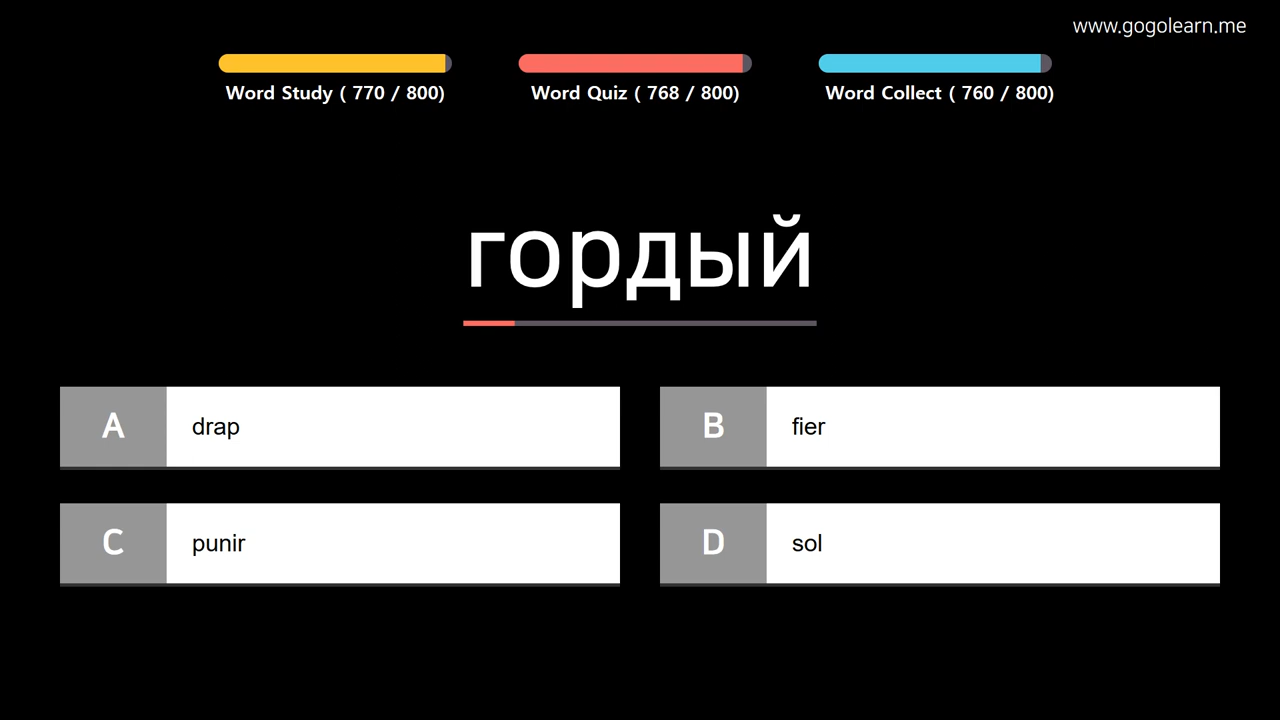 www.gogolearn.me
Word Study ( 770 / 800)
Word Quiz ( 768 / 800)
Word Collect ( 760 / 800)
гордый
A drap
B fier
C punir
D sol